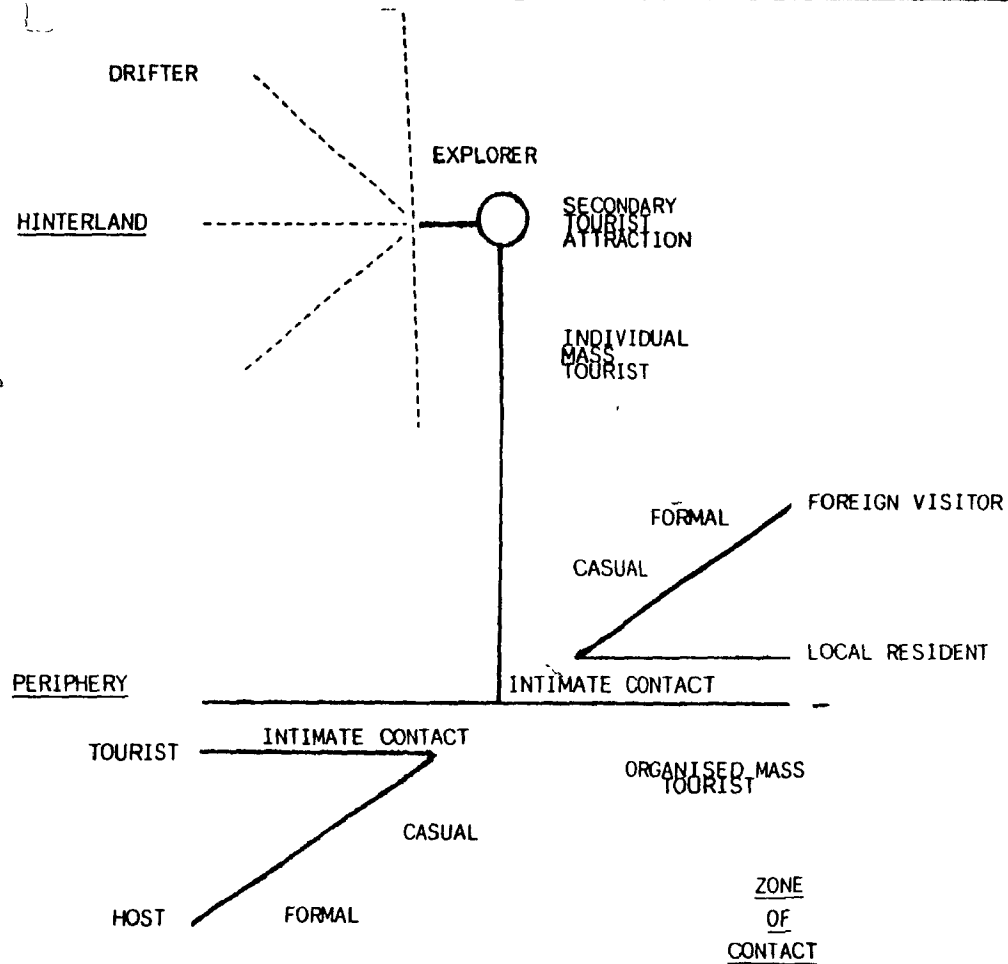 DRIFTER
EXPLORER
HINTERLAND
SECONDARY
TOURIST
ATTRACTION
INDIVIDUAL
MASS
TOURIST
FOREIGN VISITOR
FORMAL
CASUAL
LOCAL RESIDENT
PERIPHERY
INTIMATE CONTACT
TOURIST
INTIMATE CONTACT
ORGANISED MASS
TOURIST
CASUAL
HOST
FORMAL
ZONE
OF
CONTACT